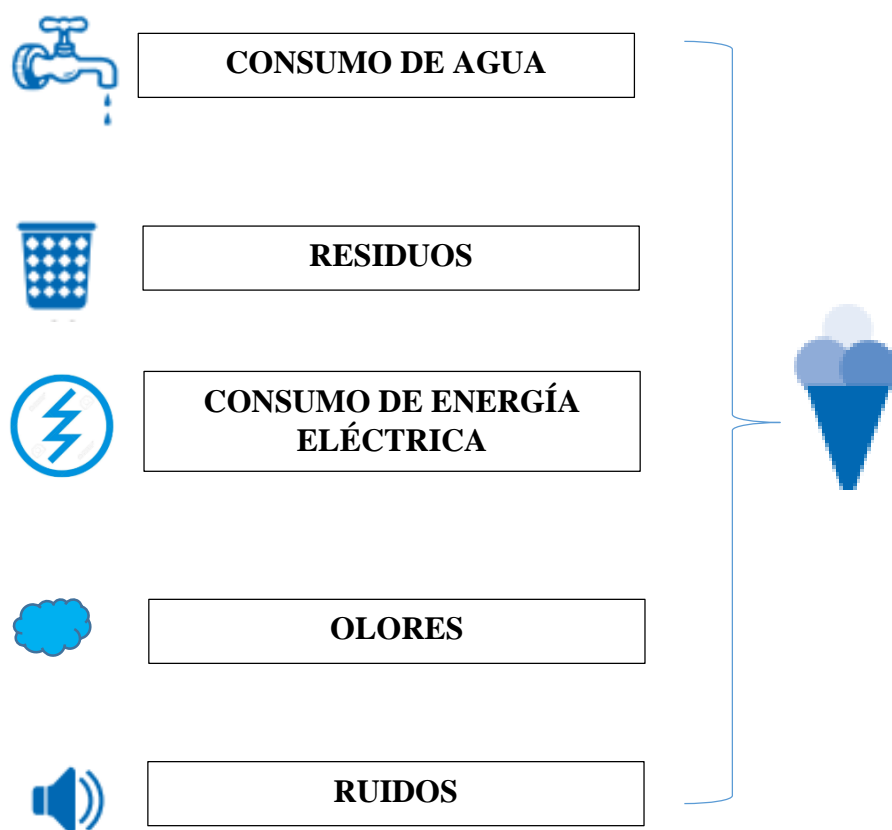 CONSUMO DE AGUA
RESIDUOS
CONSUMO DE ENERGÍA
ELÉCTRICA
OLORES
RUIDOS